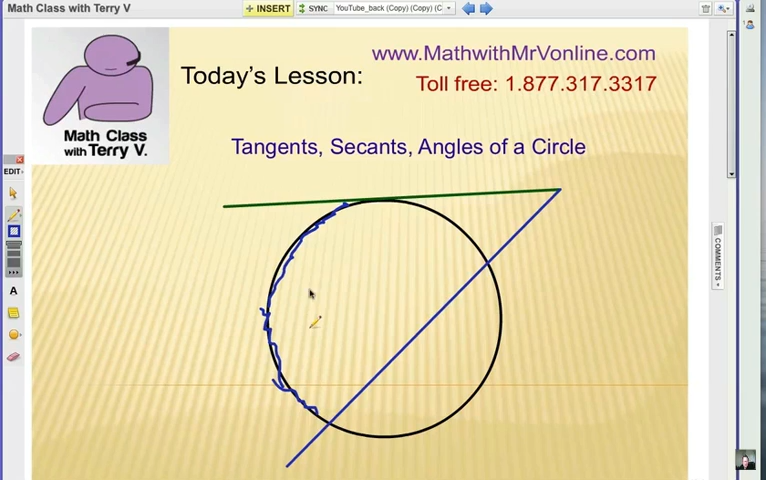 Math Class with Terry V
INSERT
SYNC
YouTube_back (Copy) (Copy) (C
www.MathwithMrVonline.com
Today's Lesson:
Toll free: 1.877.317.3317
Math Class
with Terry V.
Tangents, Secants, Angles of a Circle
EDIT
A
COMMENTS